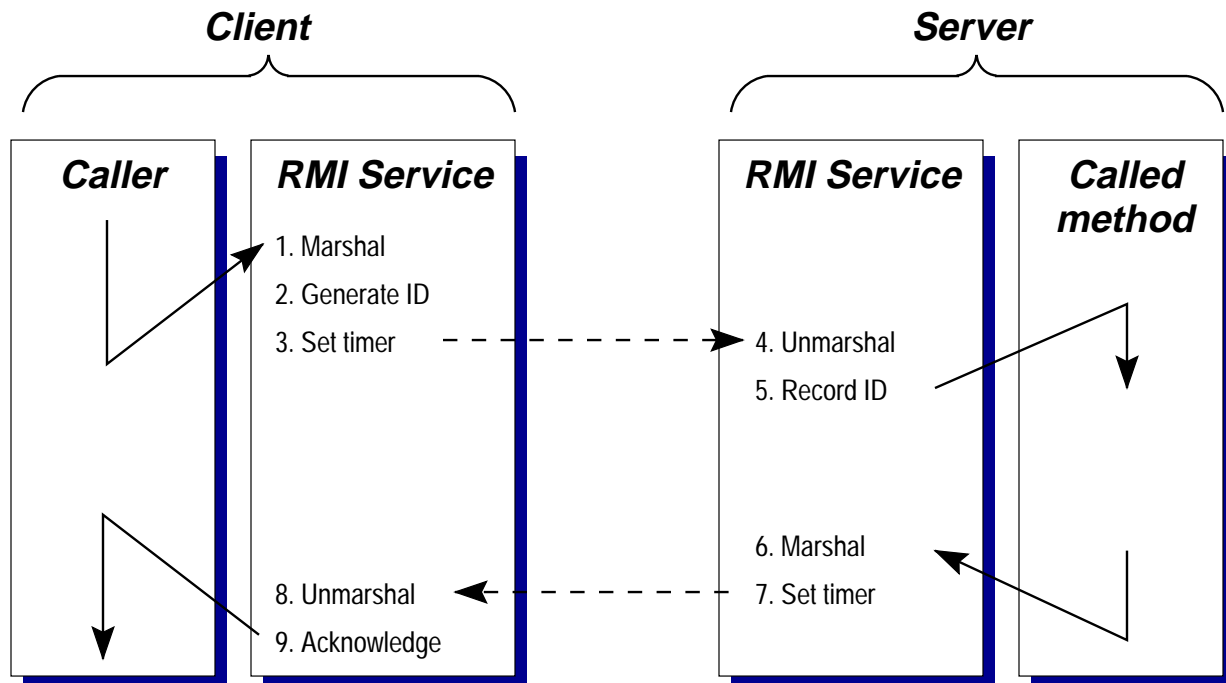 Client
Server
Caller
RMI Service
RMI Service
Called
method
1. Marshal
2. Generate ID
3. Set timer
4. Unmarshal
5. Record ID
6. Marshal
7. Set timer
8. Unmarshal
9. Acknowledge